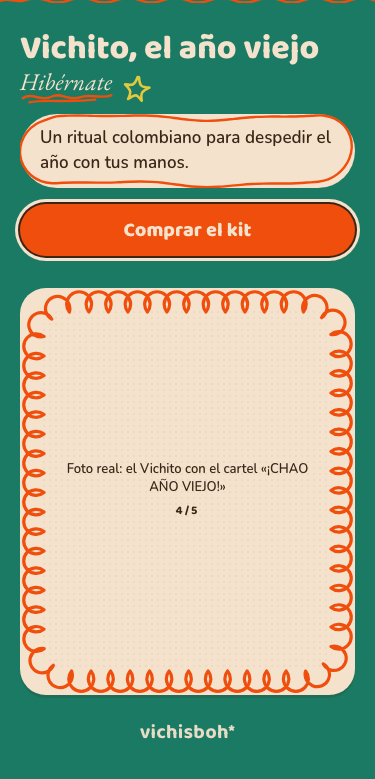 Vichito, el año viejo
Hibérnate
Un ritual colombiano para despedir el
año con tus manos.
Comprar el kit
Foto real: el Vichito con el cartel «¡CHAO
AÑO VIEJO!»
4 / 5
vichisboh*